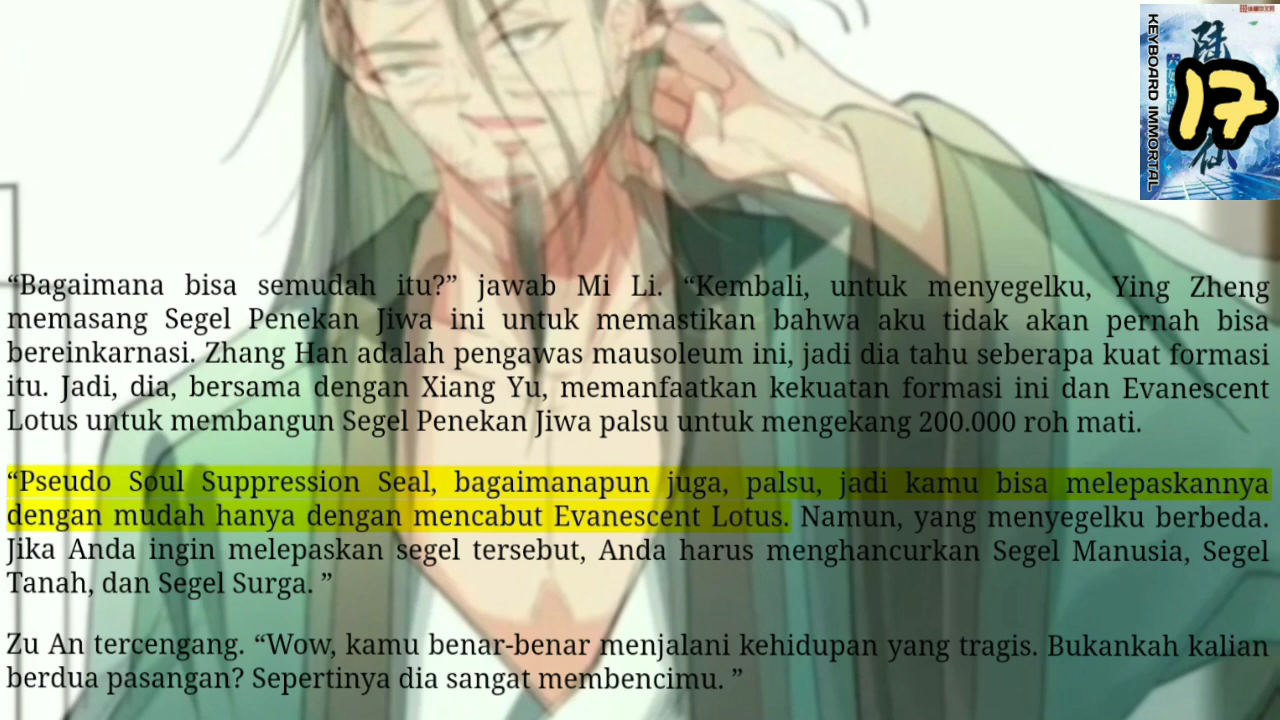 KEYBOARD IMMORTAL
陆
仙
17
“Bagaimana bisa semudah itu?” jawab Mi Li. “Kembali, untuk menyegelku, Ying Zheng
memasang Segel Penekan Jiwa ini untuk memastikan bahwa aku tidak akan pernah bisa
bereinkarnasi. Zhang Han adalah pengawas mausoleum ini, jadi dia tahu seberapa kuat formasi
itu. Jadi, dia, bersama dengan Xiang Yu, memanfaatkan kekuatan formasi ini dan Evanescent
Lotus untuk membangun Segel Penekan Jiwa palsu untuk mengekang 200.000 roh mati.
“Pseudo Soul Suppression Seal, bagaimanapun juga, palsu, jadi kamu bisa melepaskannya
dengan mudah hanya dengan mencabut Evanescent Lotus. Namun, yang menyegelku berbeda.
Jika Anda ingin melepaskan segel tersebut, Anda harus menghancurkan Segel Manusia, Segel
Tanah, dan Segel Surga. ”
Zu An tercengang. “Wow, kamu benar-benar menjalani kehidupan yang tragis. Bukankah kalian
berdua pasangan? Sepertinya dia sangat membencimu. ”